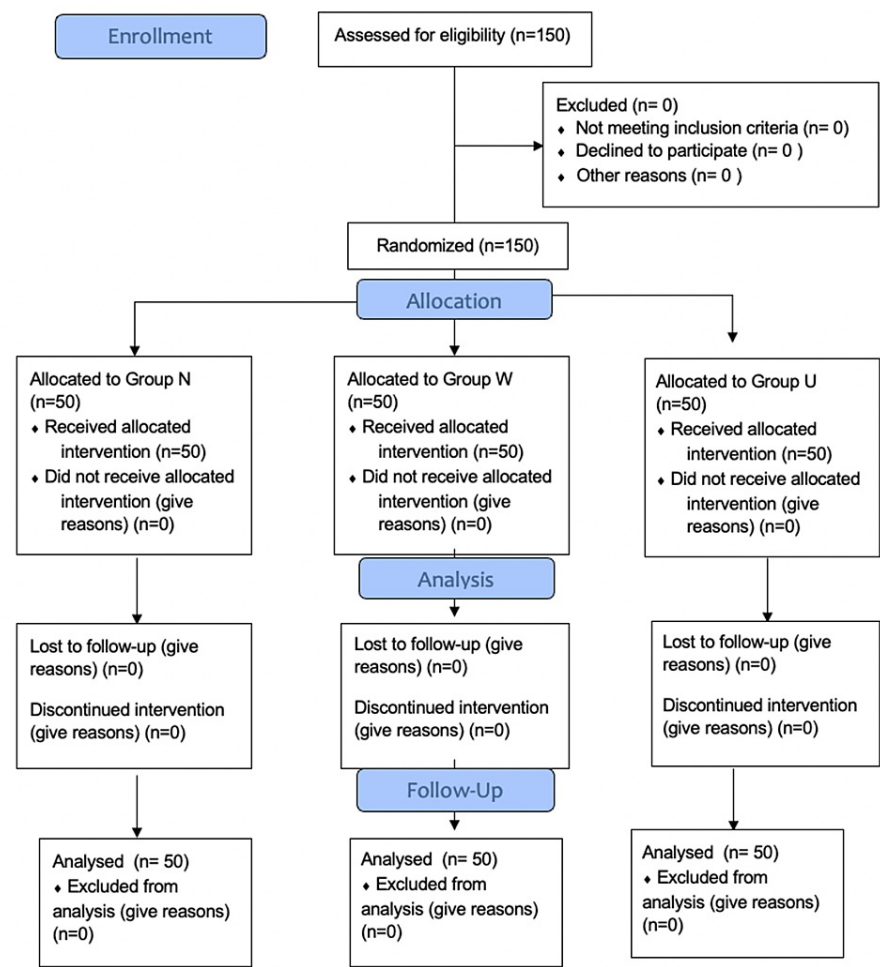 Enrollment
Assessed for eligibility (n=150)
Excluded (n= 0)
♦ Not meeting inclusion criteria (n= 0)
♦ Declined to participate (n= 0 )
♦ Other reasons (n= 0 )
Randomized (n=150)
Allocation
Allocated to Group N
(n=50)
♦ Received allocated
intervention (n=50)
♦ Did not receive allocated
intervention (give
reasons) (n=0)
Allocated to Group W
(n=50)
♦ Received allocated
intervention (n=50)
♦ Did not receive allocated
intervention (give
reasons) (n=0)
Allocated to Group U
(n=50)
♦ Received allocated
intervention (n=50)
♦ Did not receive allocated
intervention (give
reasons) (n=0)
Analysis
Lost to follow-up (give
reasons) (n=0)
Discontinued intervention
(give reasons) (n=0)
Lost to follow-up (give
reasons) (n=0)
Discontinued intervention
(give reasons) (n=0)
Lost to follow-up (give
reasons) (n=0)
Discontinued intervention
(give reasons) (n=0)
Follow-Up
Analysed (n= 50)
♦ Excluded from
analysis (give reasons)
(n=0)
Analysed (n= 50)
♦ Excluded from
analysis (give reasons)
(n=0)
Analysed (n= 50)
♦ Excluded from
analysis (give reasons)
(n=0)